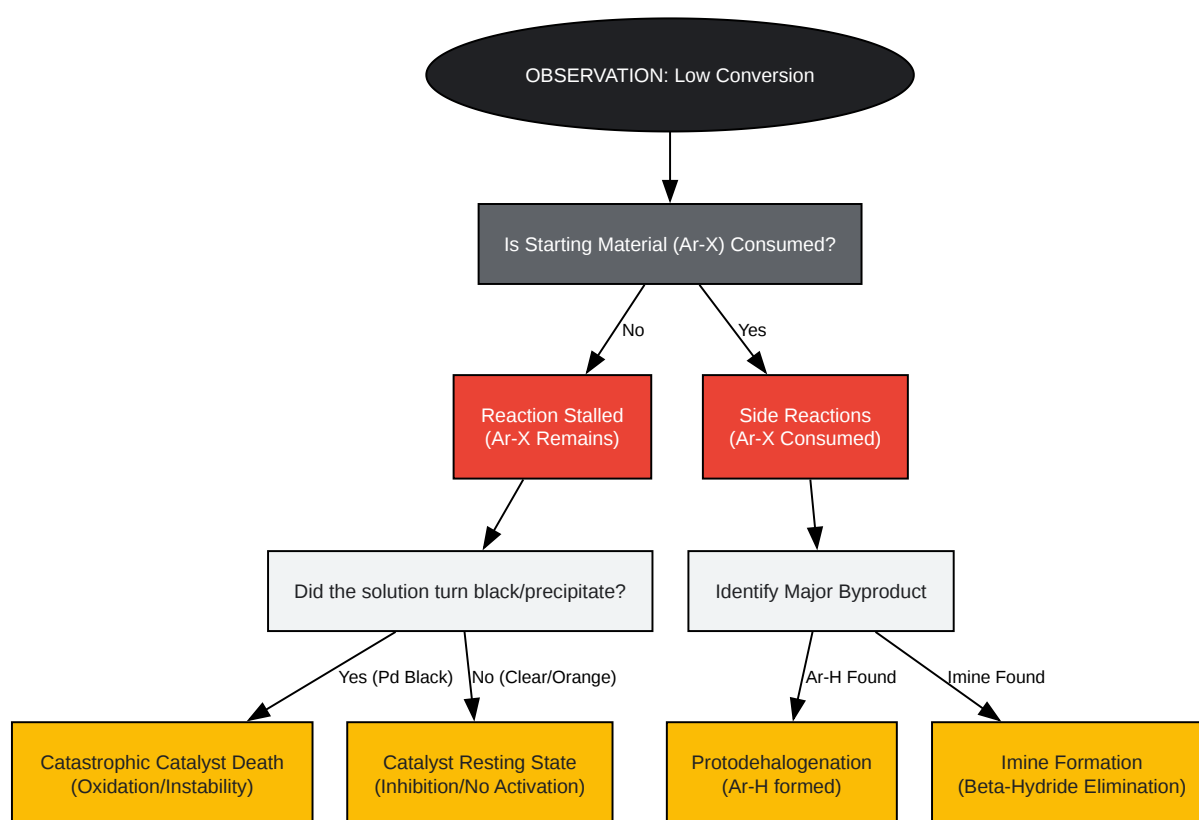 OBSERVATION: Low Conversion
Is Starting Material (Ar-X) Consumed?
No
Yes
Reaction Stalled
(Ar-X Remains)
Side Reactions
(Ar-X Consumed)
Did the solution turn black/precipitate?
Identify Major Byproduct
Yes (Pd Black)
No (Clear/Orange)
Ar-H Found
Imine Found
Catastrophic Catalyst Death
(Oxidation/Instability)
Catalyst Resting State
(Inhibition/No Activation)
Protodehalogenation
(Ar-H formed)
Imine Formation
(Beta-Hydride Elimination)